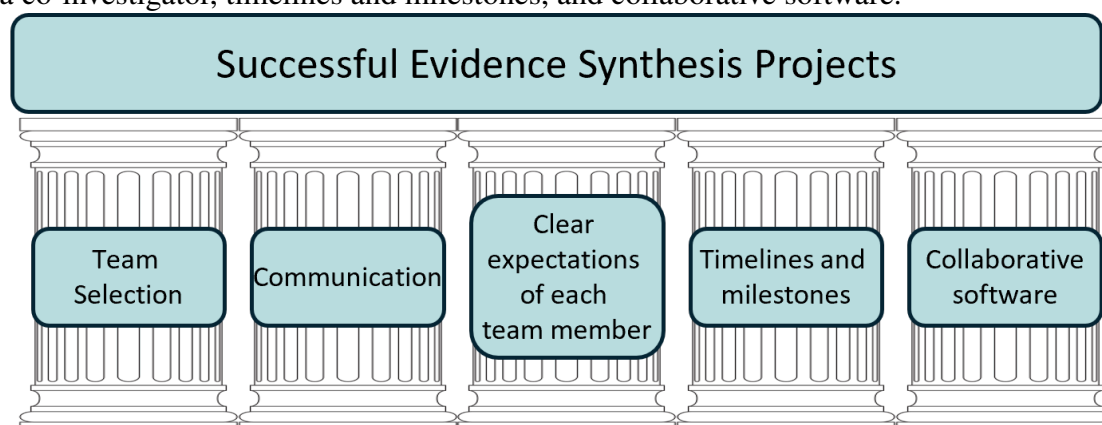 a co-investigator, timelines and milestones, and collaborative software.
Successful Evidence Synthesis Projects
Team
Selection
Communication
Clear
expectations
of each
team member
Timelines and
milestones
Collaborative
software